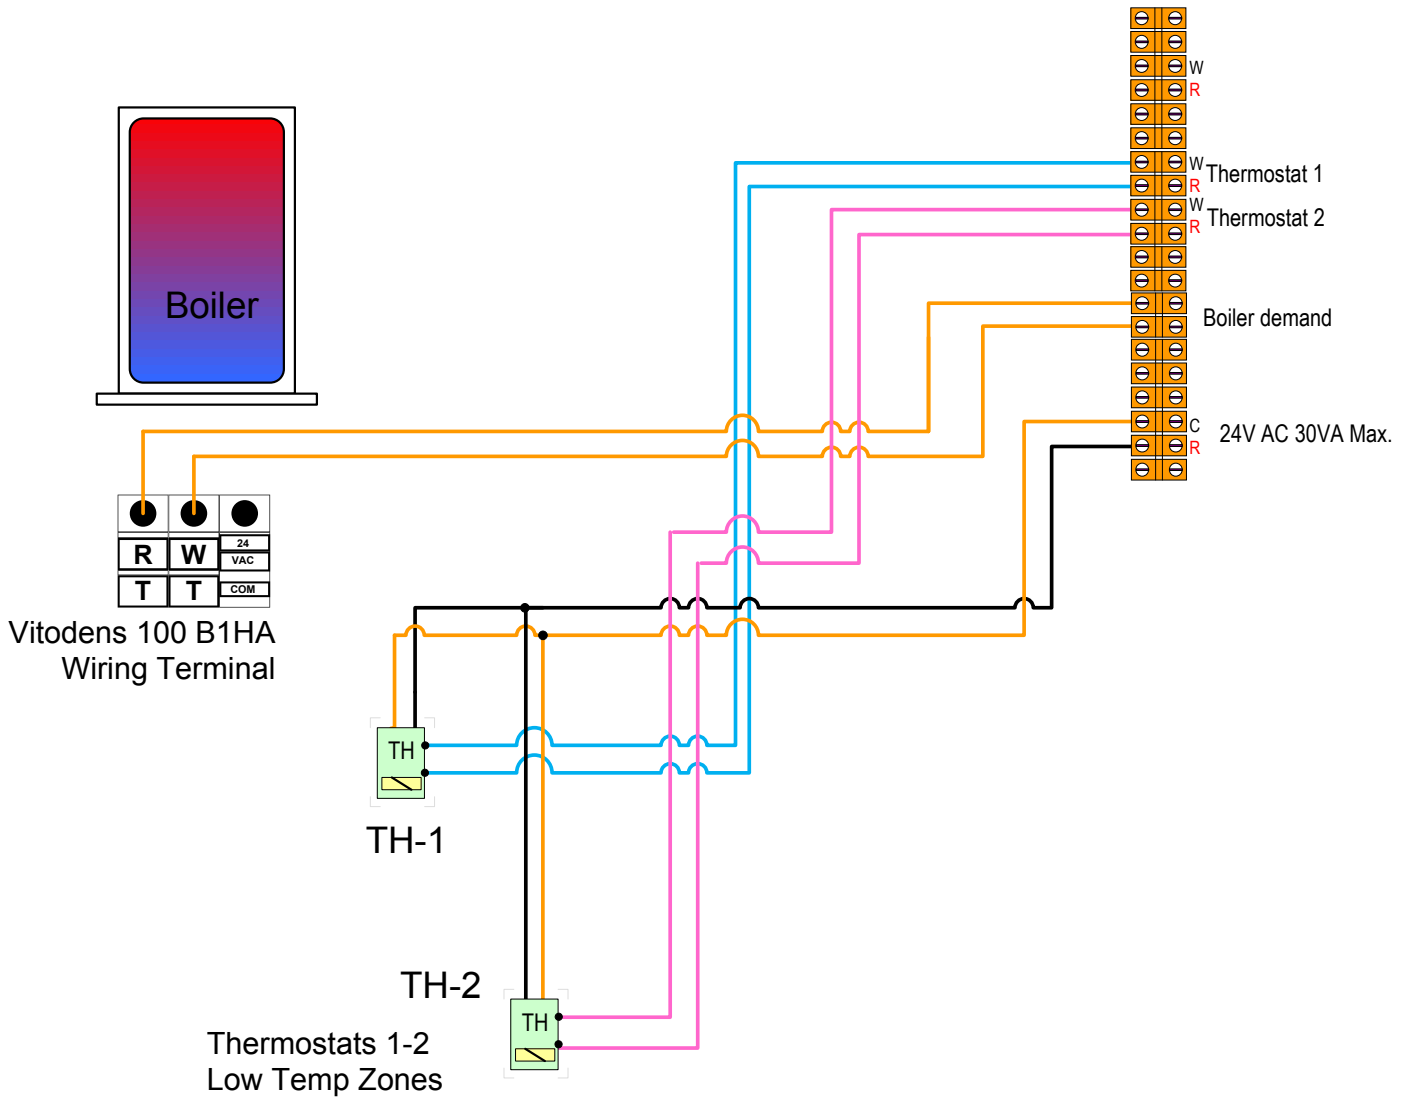 W
R
W
Thermostat 1
R
W
Thermostat 2
R
Boiler
Boiler demand
C
24V AC 30VA Max.
R
R
W
24
VAC
T
T
COM
Vitodens 100 B1HA
Wiring Terminal
TH
TH-1
TH-2
TH
Thermostats 1-2
Low Temp Zones